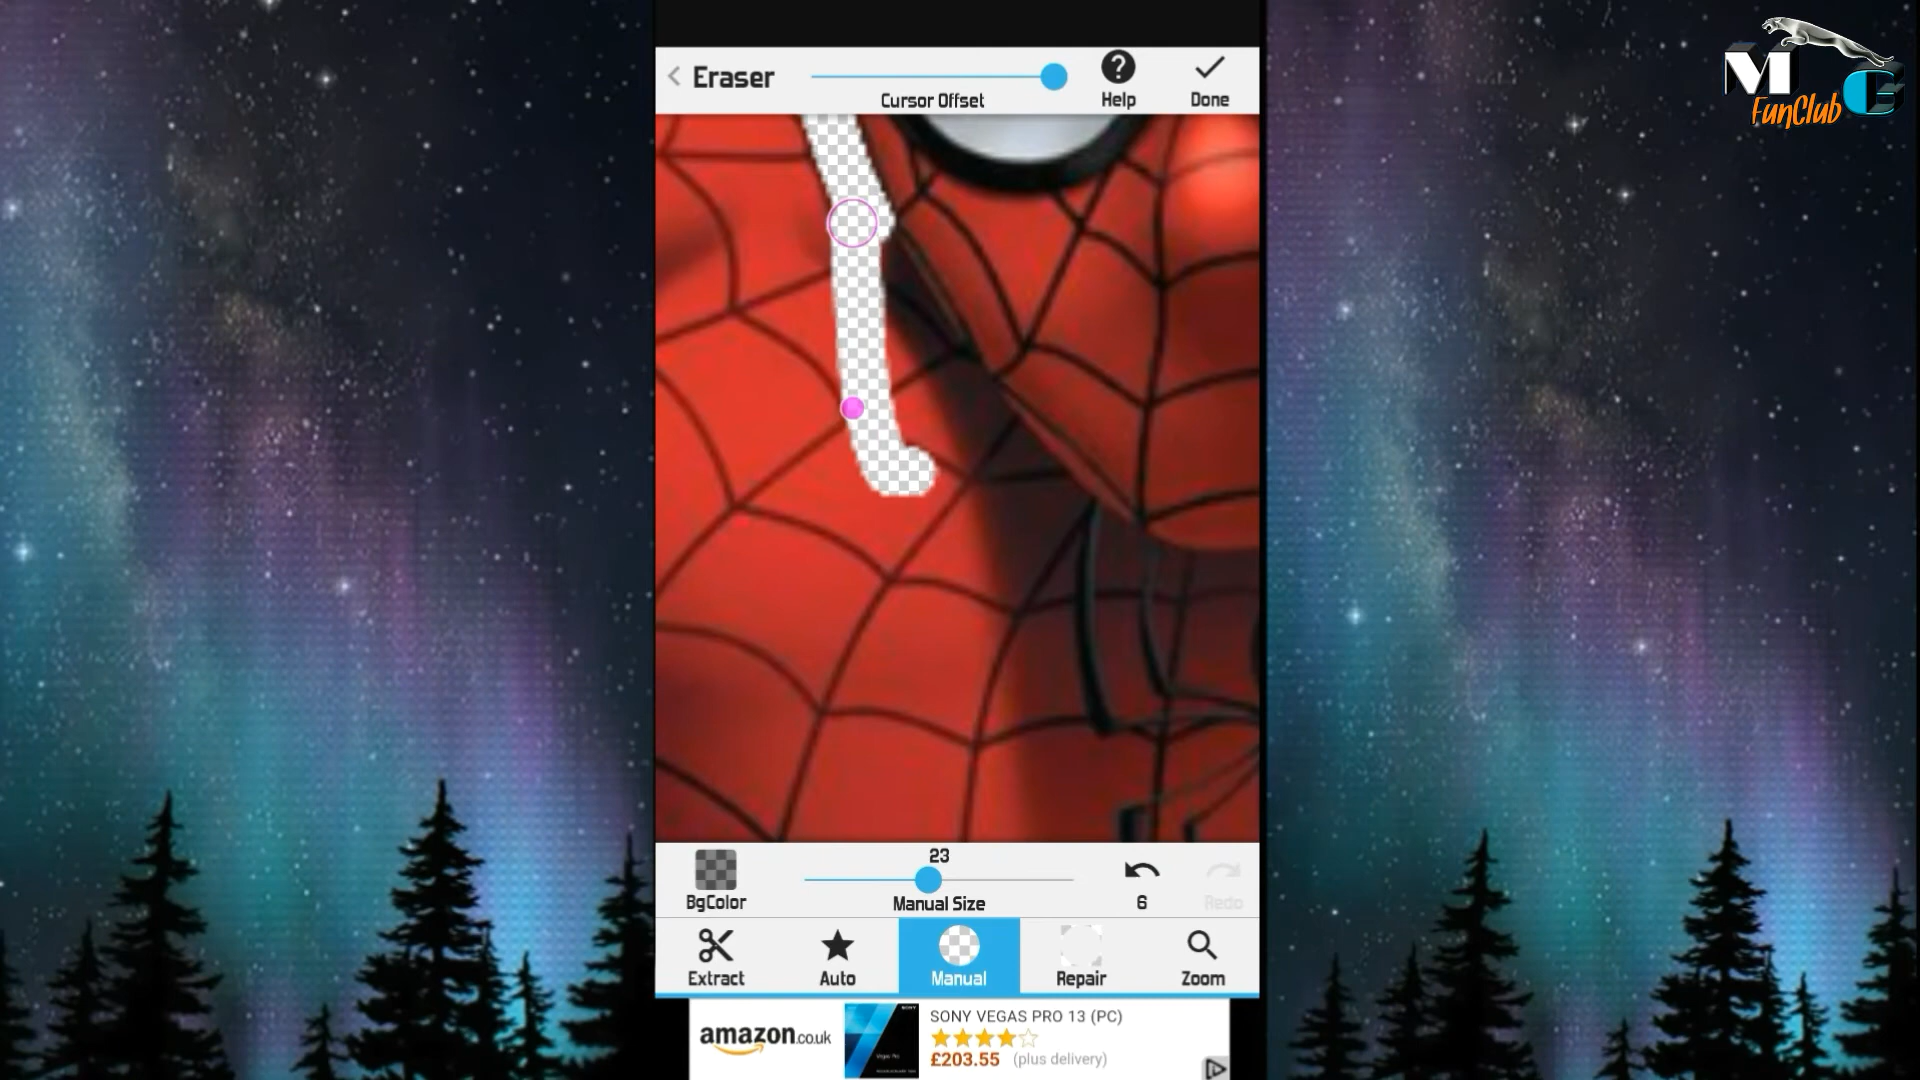 M G
FunClub
Eraser
Cursor Offset
Help
Done
23
BgColor
Manual Size
6
Redo
Extract
Auto
Manual
Repair
Zoom
amazon.co.uk
SONY VEGAS PRO 13 (PC)
£203.55 (plus delivery)